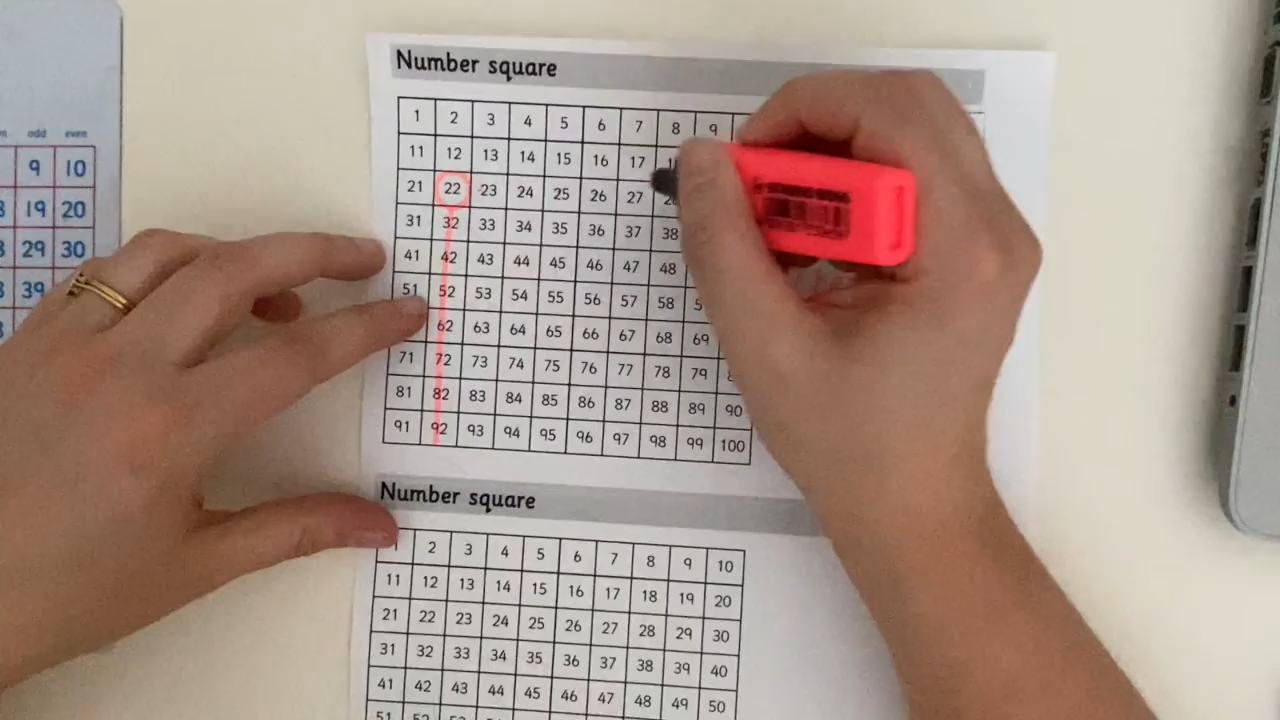 odd even
9 10
19 20
29 30
39
Number square
1 2 3 4 5 6 7 8 9
11 12 13 14 15 16 17
21 22 23 24 25 26 27
31 32 33 34 35 36 37 38
41 42 43 44 45 46 47 48
51 52 53 54 55 56 57 58
62 63 64 65 66 67 68 69
71 72 73 74 75 76 77 78 79
81 82 83 84 85 86 87 88 89 90
91 92 93 94 95 96 97 98 99 100
Number square
2 3 4 5 6 7 8 9 10
11 12 13 14 15 16 17 18 19 20
21 22 23 24 25 26 27 28 29 30
31 32 33 34 35 36 37 38 39 40
41 42 43 44 45 46 47 48 49 50
51 52 53